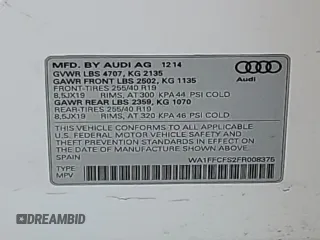 MFD. BY AUDI AG 12 14
GVWR LBS 4707, KG 2135
GAWR FRONT LBS 2502, KG 1135
FRONT-TIRES 255/40 R19
8.5JX19 RIMS, AT 300 KPA 44 PSI COLD
GAWR REAR LBS 2359, KG 1070
REAR-TIRES 255/40 R19
8.5JX19 RIMS, AT 320 KPA 46 PSI COLD
Audi
THIS VEHICLE CONFORMS TO ALL APPLICABLE
U.S. FEDERAL MOTOR VEHICLE SAFETY, BUMPER AND
THEFT PREVENTION STANDARDS IN
EFFECT ON THE DATE OF MANUFACTURE SHOWN ABOVE.
SPAIN
TYPE: WA1FFCFS2FR008375
MPV
DREAMBID